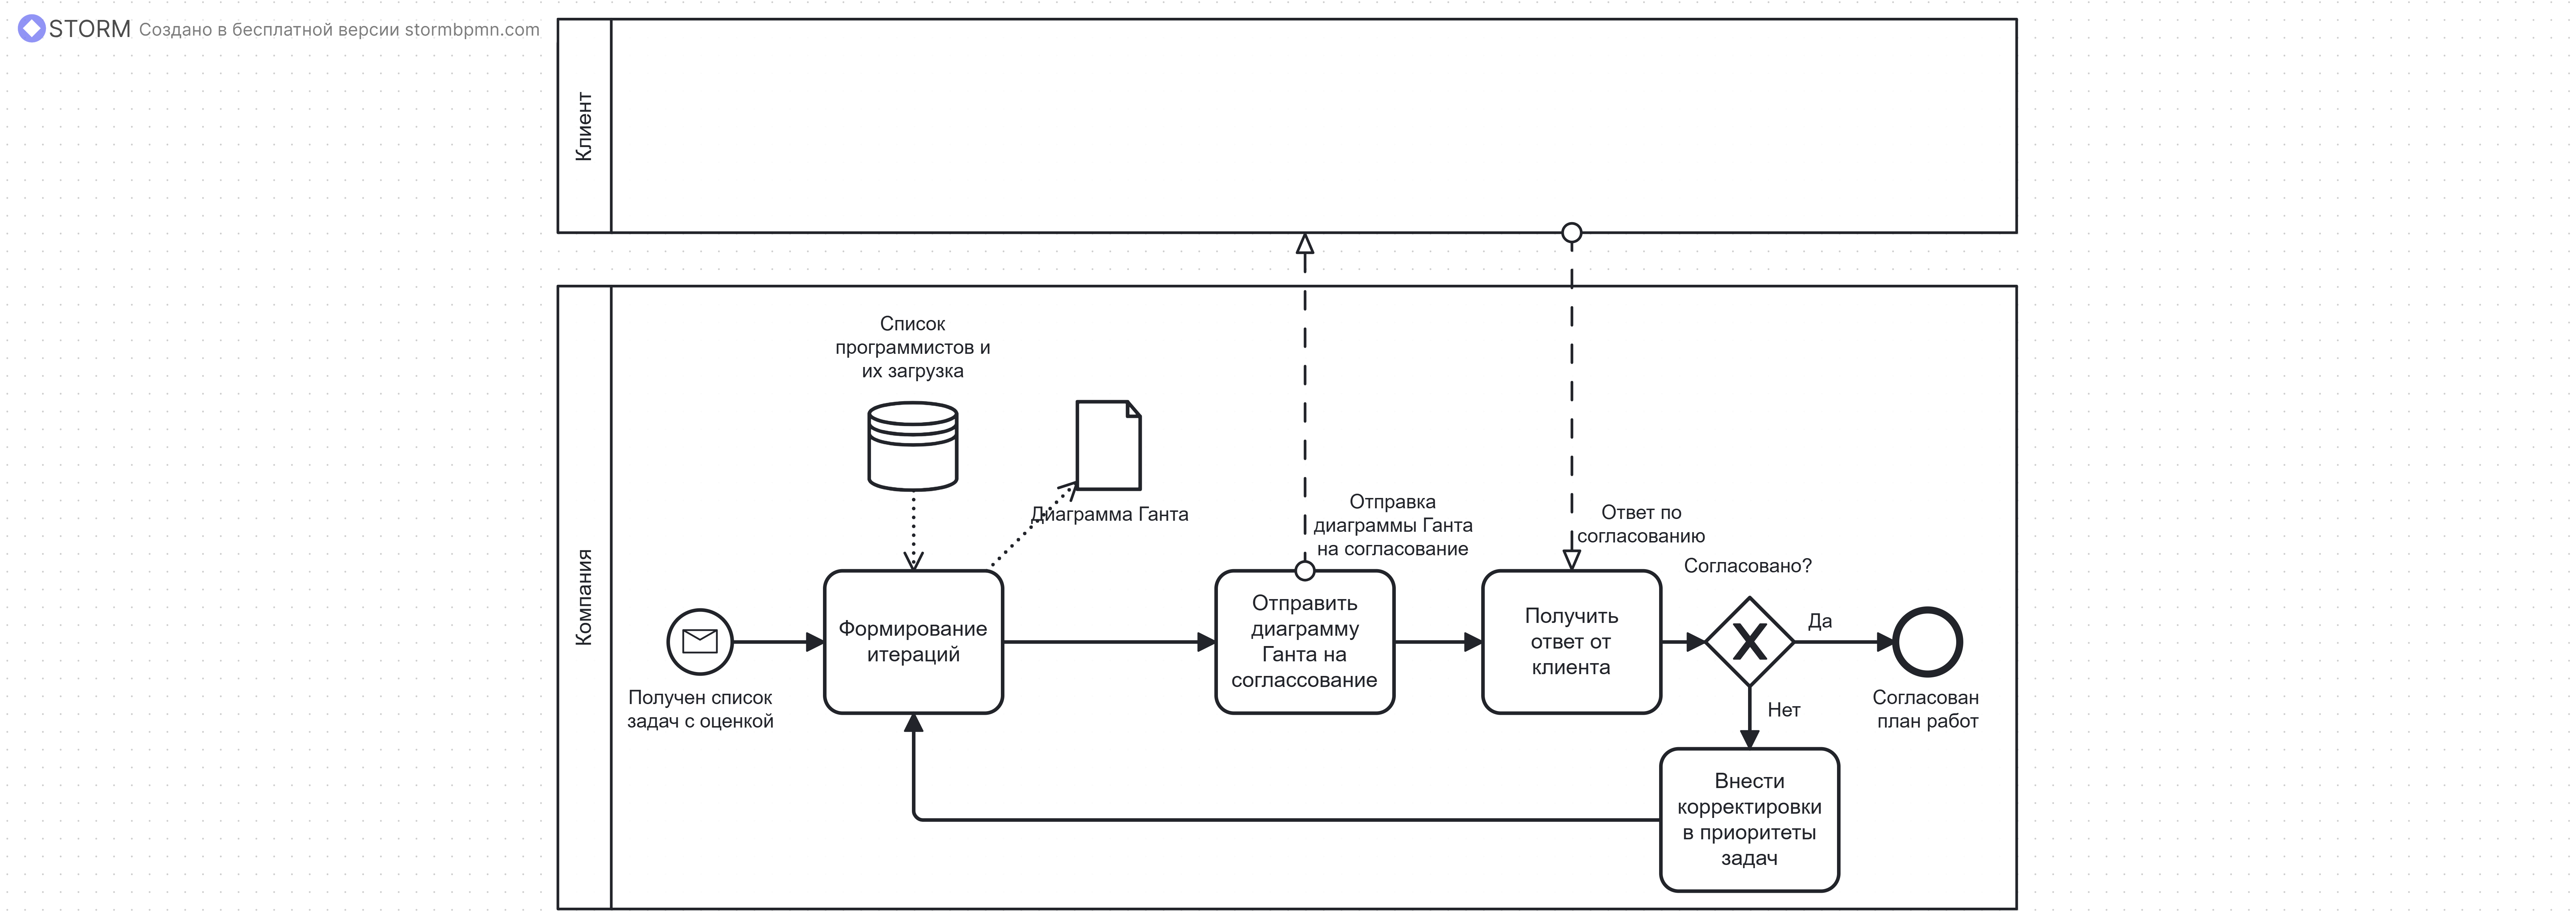 STORM Создано в бесплатной версии stormbpmn.com
Клиент
Компания
Список
программистов и
их загрузка
Диаграмма Ганта
Отправка
диаграммы Ганта
на согласование
Ответ по
согласованию
Согласовано?
Получен список
задач с оценкой
Формирование
итераций
Отправить
диаграмму
Ганта на
соглассование
Получить
ответ от
клиента
Да
Нет
Согласован
план работ
Внести
корректировки
в приоритеты
задач